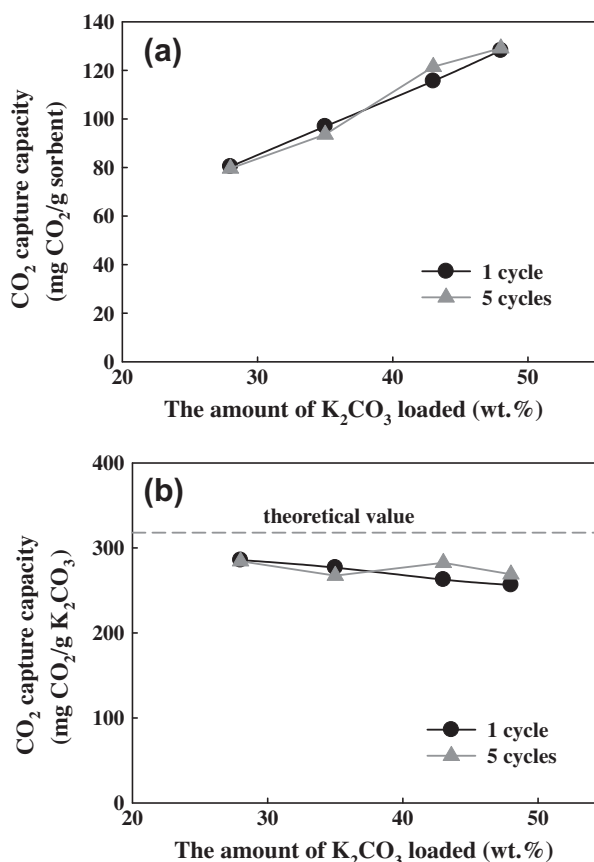 140
(a)
120
100
80
60
40
20
0
CO₂ capture capacity
(mg CO₂/g sorbent)
1 cycle
5 cycles
20 30 40 50
The amount of K₂CO₃ loaded (wt.%)
400
(b)
theoretical value
300
200
100
0
CO₂ capture capacity
(mg CO₂/g K₂CO₃)
1 cycle
5 cycles
20 30 40 50
The amount of K₂CO₃ loaded (wt.%)